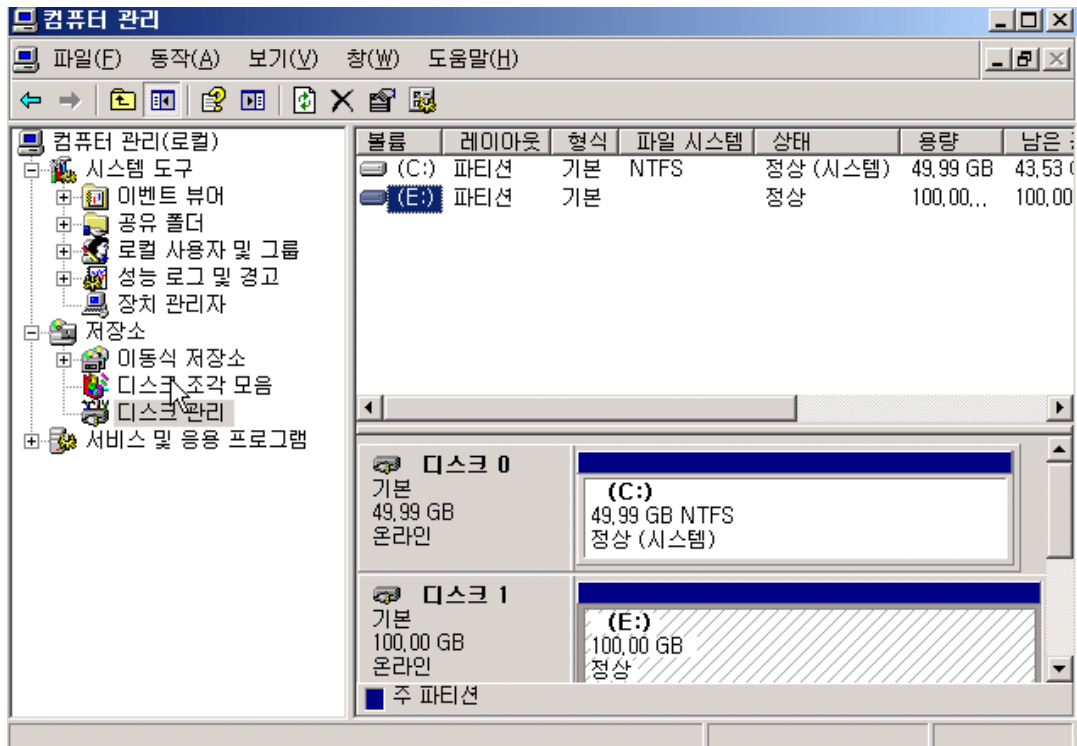 컴퓨터 관리
파일(F) 동작(A) 보기(V) 창(W) 도움말(H)
컴퓨터 관리(로컬)
시스템 도구
이벤트 뷰어
공유 폴더
로컬 사용자 및 그룹
성능 로그 및 경고
장치 관리자
저장소
이동식 저장소
디스크 조각 모음
디스크 관리
서비스 및 응용 프로그램
볼륨 레이아웃 형식 파일 시스템 상태 용량 남은
(C:) 파티션 기본 NTFS 정상 (시스템) 49,99 GB 43,53
(E:) 파티션 기본 정상 100,00... 100,00
디스크 0
기본
49,99 GB
온라인
(C:)
49,99 GB NTFS
정상 (시스템)
디스크 1
기본
100,00 GB
온라인
(E:)
100,00 GB
정상
주 파티션